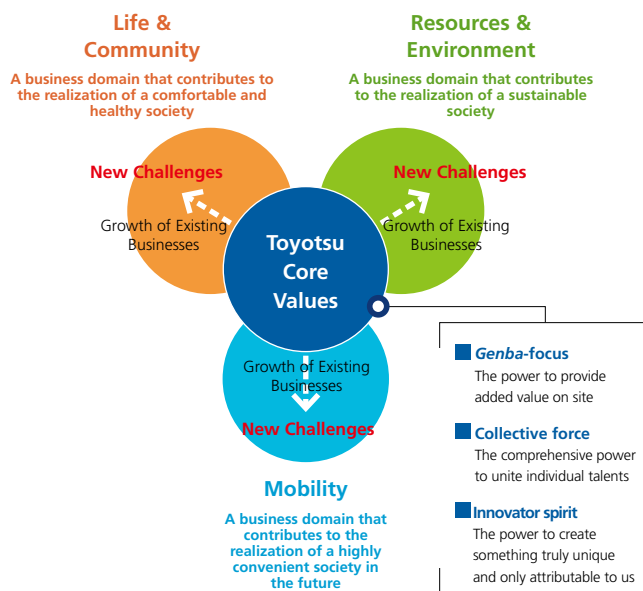 Life &
Community
A business domain that contributes to
the realization of a comfortable and
healthy society
Resources &
Environment
A business domain that contributes
to the realization of a sustainable
society
New Challenges
Growth of Existing
Businesses
New Challenges
Growth of Existing
Businesses
Toyotsu
Core
Values
Growth of Existing
Businesses
New Challenges
Mobility
A business domain that
contributes to the
realization of a highly
convenient society in
the future
Genba-focus
The power to provide
added value on site
Collective force
The comprehensive power
to unite individual talents
Innovator spirit
The power to create
something truly unique
and only attributable to us